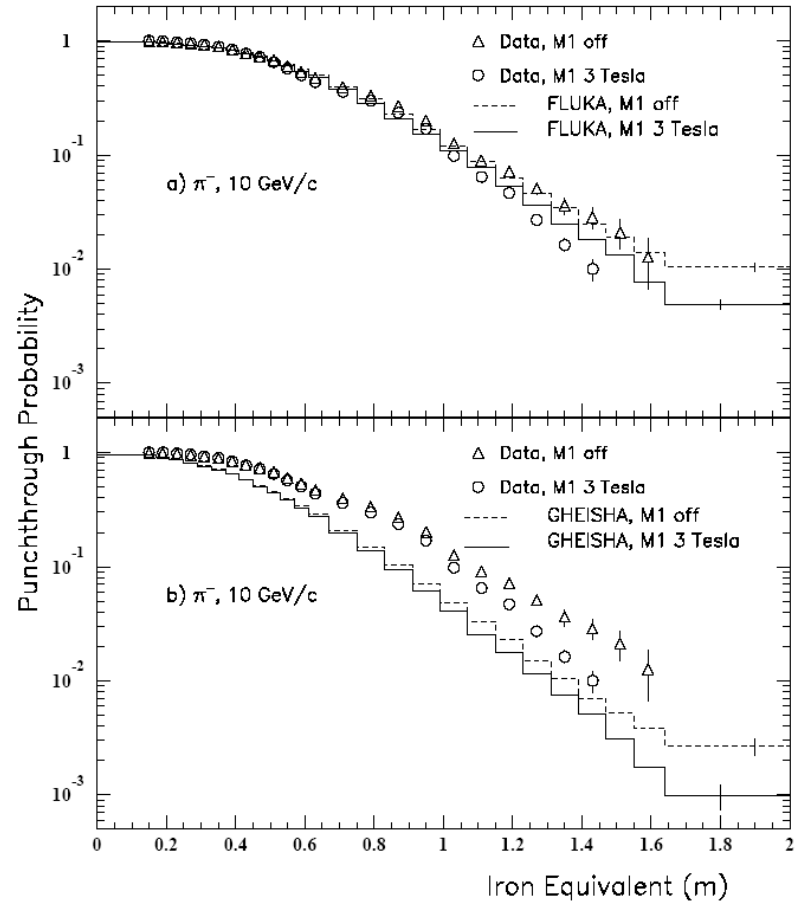 1
Data, M1 off
Data, M1 3 Tesla
FLUKA, M1 off
FLUKA, M1 3 Tesla
10⁻¹
a) π⁻, 10 GeV/c
10⁻²
10⁻³
Punchthrough Probability
1
Data, M1 off
Data, M1 3 Tesla
GHEISHA, M1 off
GHEISHA, M1 3 Tesla
10⁻¹
b) π⁻, 10 GeV/c
10⁻²
10⁻³
0 0.2 0.4 0.6 0.8 1 1.2 1.4 1.6 1.8 2
Iron Equivalent (m)